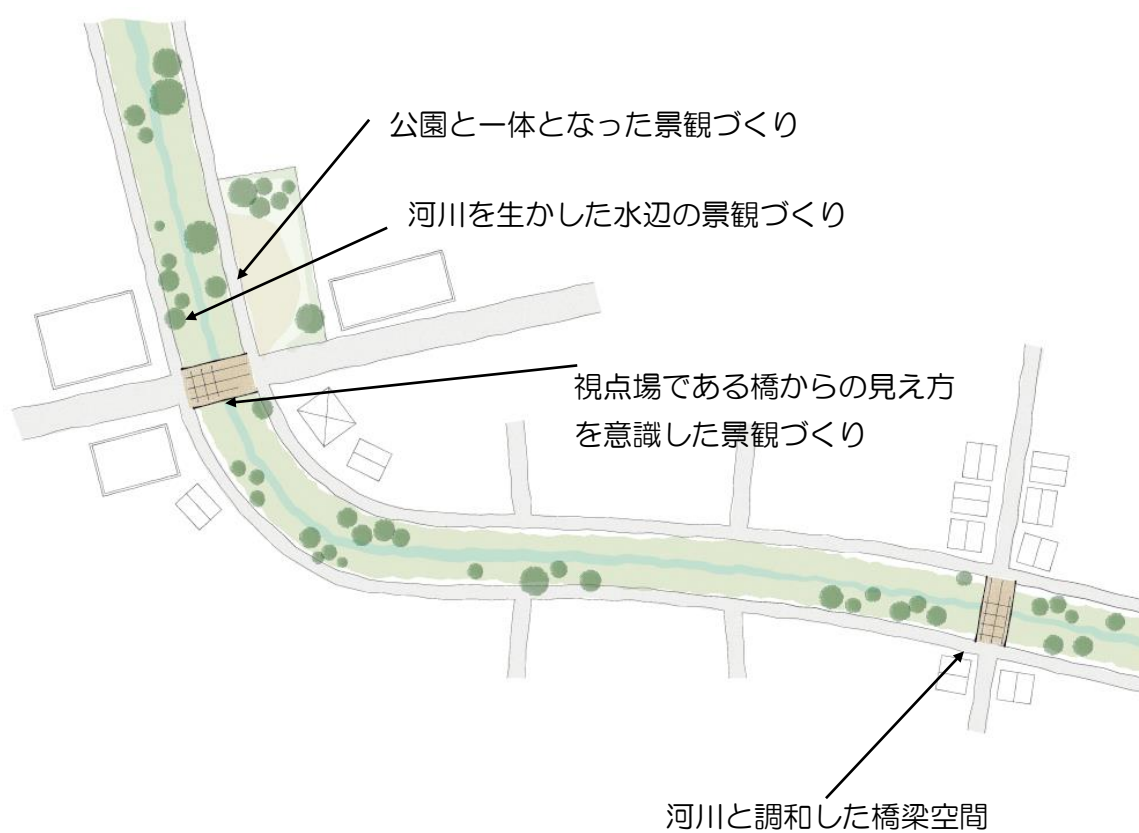 公園と一体となった景観づくり
河川を生かした水辺の景観づくり
視点場である橋からの見え方
を意識した景観づくり
河川と調和した橋梁空間